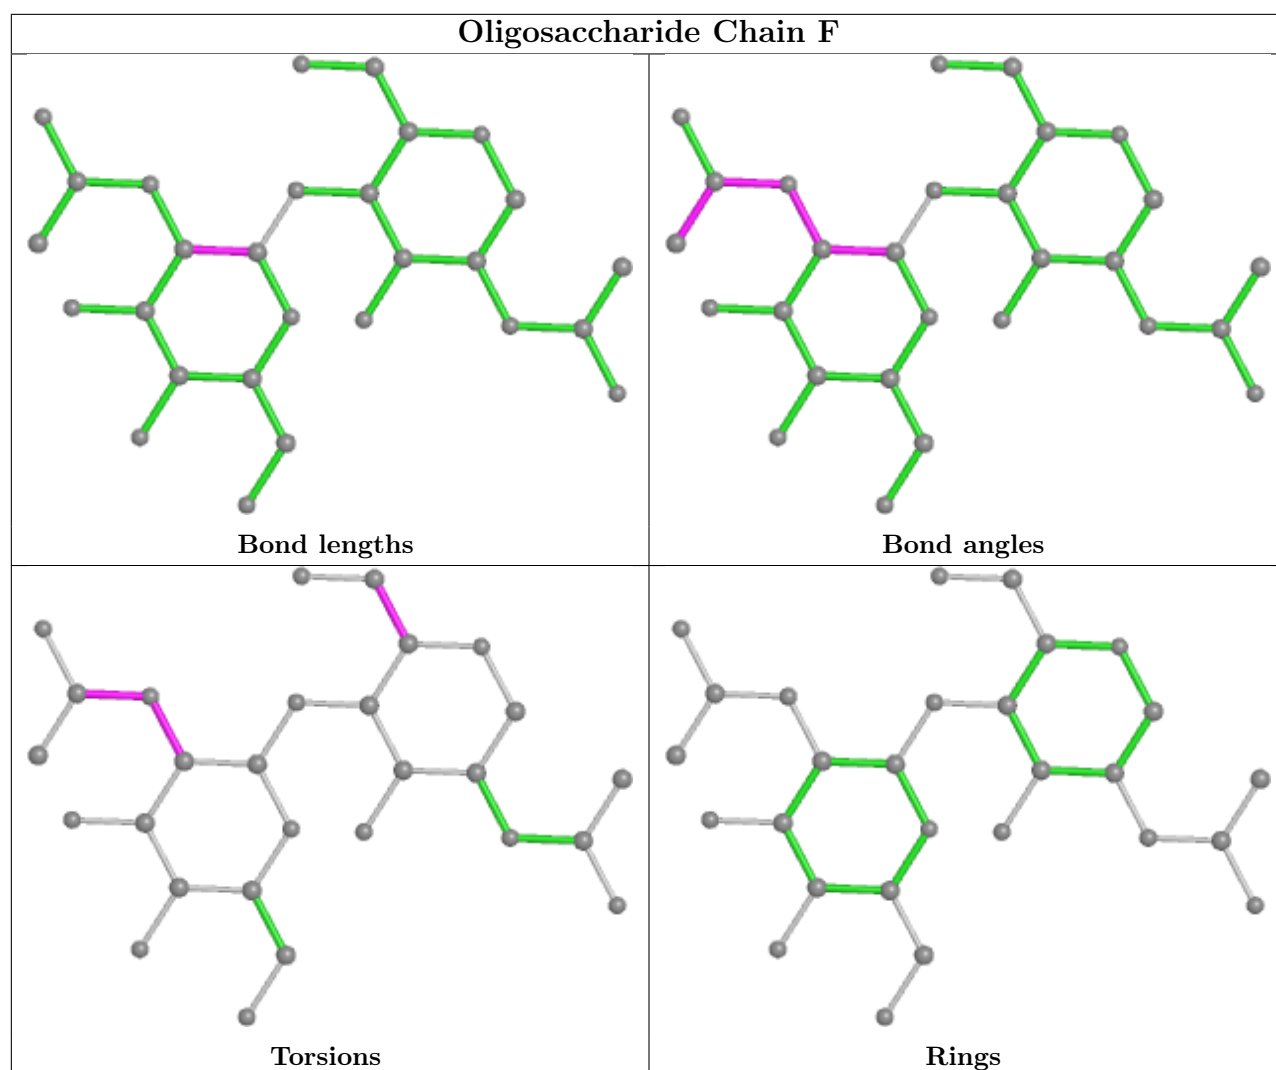 Oligosaccharide Chain F
Bond lengths
Bond angles
Torsions
Rings